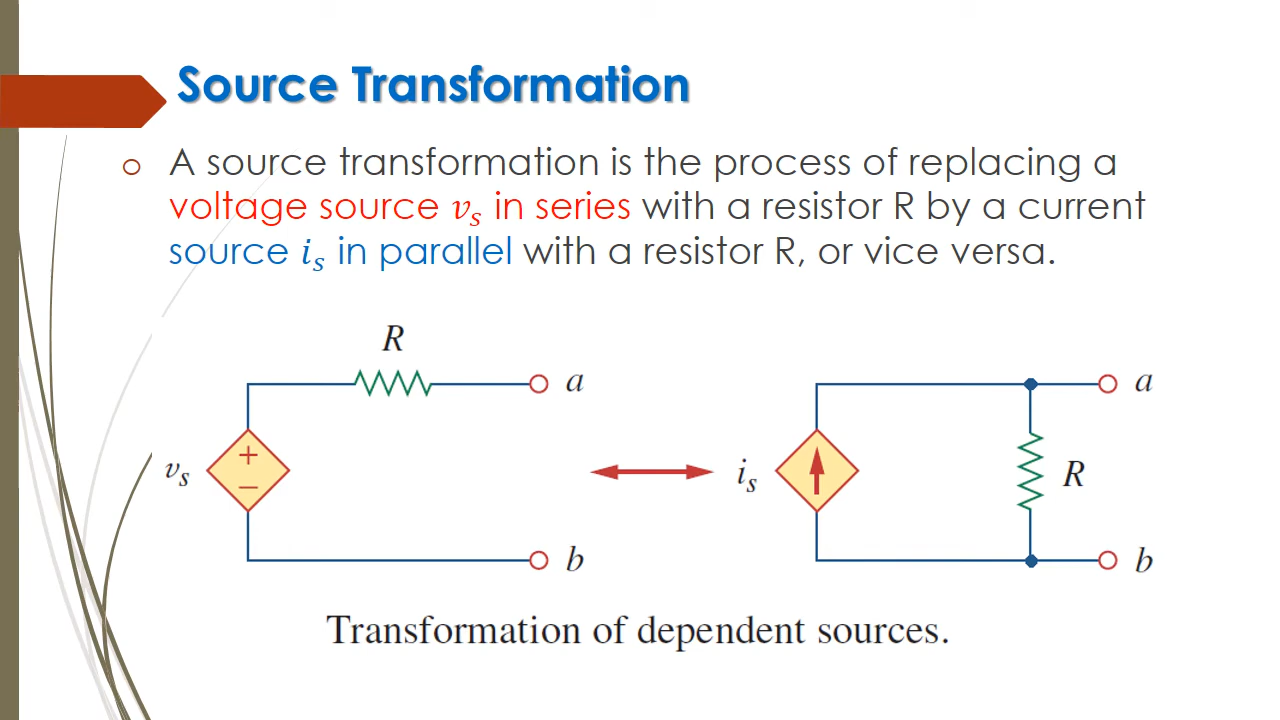 Source Transformation
o A source transformation is the process of replacing a
voltage source vₛ in series with a resistor R by a current
source iₛ in parallel with a resistor R, or vice versa.
R
a
a
+
vₛ
iₛ
R
−
b
b
Transformation of dependent sources.